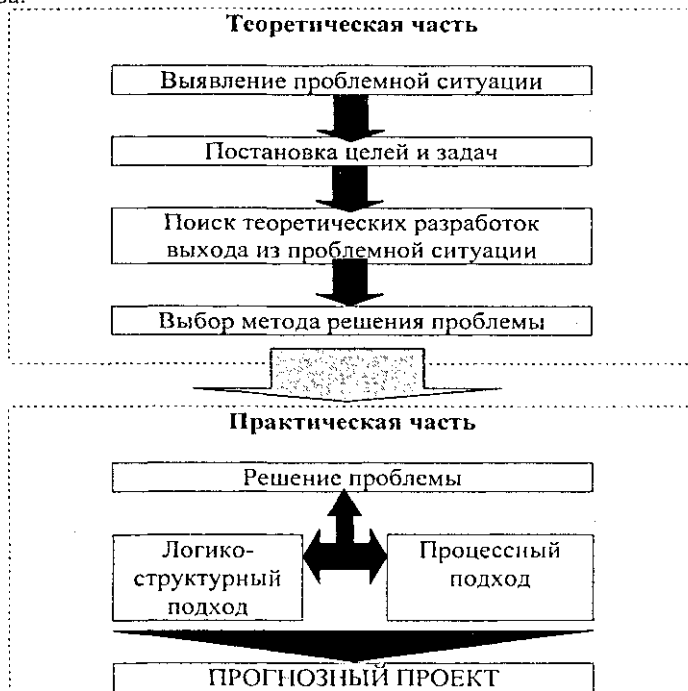 Теоретическая часть
Выявление проблемной ситуации
Постановка целей и задач
Поиск теоретических разработок
выхода из проблемной ситуации
Выбор метода решения проблемы
Практическая часть
Решение проблемы
Логико-
структурный
подход
Процессный
подход
ПРОГНОЗНЫЙ ПРОЕКТ